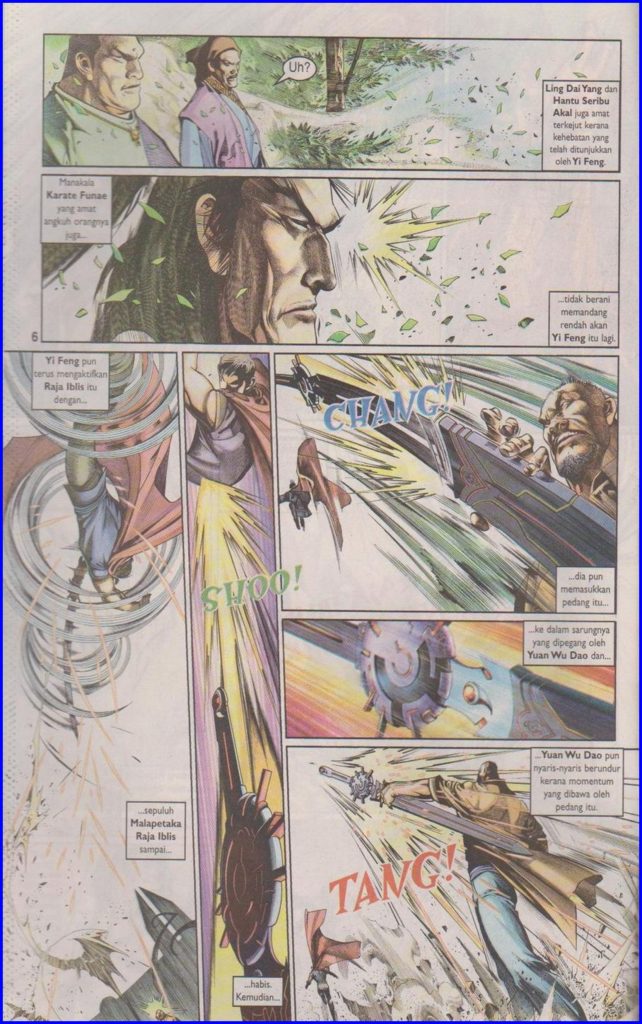 Uh?
Ling Dai Yang dan
Hantu Seribu
Akal juga amat
terkejut kerana
kehebatan yang
telah ditunjukkan
oleh Yi Feng.
Manakala
Karate Funae
yang amat
angkuh orangnya
juga...
...tidak berani
memandang
rendah akan
Yi Feng itu lagi.
6
Yi Feng pun
terus mengaktifkan
Raja Iblis itu
dengan...
...sepuluh
Malapetaka
Raja Iblis
sampai...
SHOO!
...habis.
Kemudian...
CHANG!
...dia pun
memasukkan
pedang itu...
...ke dalam sarungnya
yang dipegang oleh
Yuan Wu Dao dan...
...Yuan Wu Dao pun
nyaris-nyaris berundur
kerana momentum
yang dibawa oleh
pedang itu.
TANG!